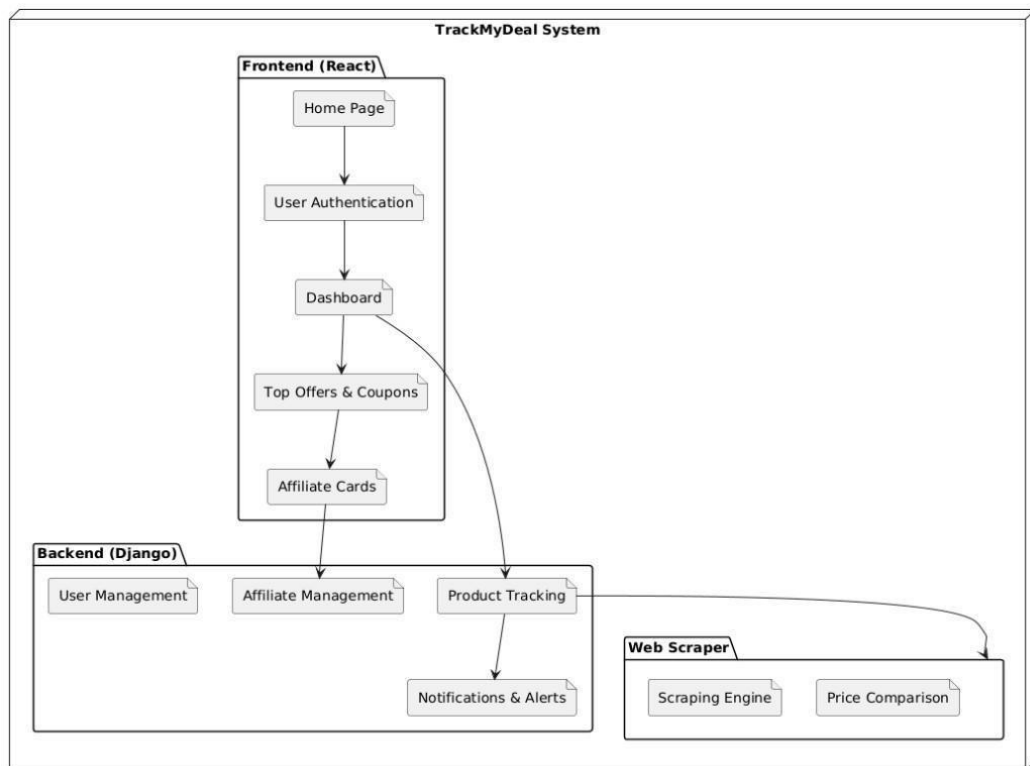 TrackMyDeal System
Frontend (React)
Home Page
User Authentication
Dashboard
Top Offers & Coupons
Affiliate Cards
Backend (Django)
User Management
Affiliate Management
Product Tracking
Notifications & Alerts
Web Scraper
Scraping Engine
Price Comparison